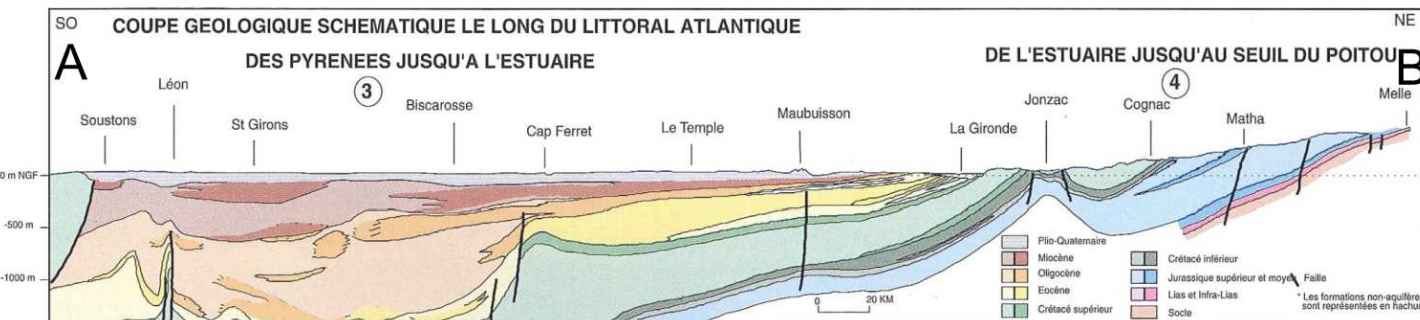 SO
NE
COUPE GEOLOGIQUE SCHEMATIQUE LE LONG DU LITTORAL ATLANTIQUE
DES PYRENEES JUSQU'A L'ESTUAIRE
DE L'ESTUAIRE JUSQU'AU SEUIL DU POITOU
A
B
3
4
Léon
Soustons
St Girons
Biscarosse
Cap Ferret
Le Temple
Maubuisson
La Gironde
Jonzac
Cognac
Matha
Melle
0 m NGF
-500 m
-1000 m
Plio-Quaternaire
Miocène
Oligocène
Eocène
Crétacé supérieur
Crétacé inférieur
Jurassique supérieur et moyen
Lias et Infra-Lias
Socle
Faille
* Les formations non-aquifère
sont représentées en hachu
0 20 KM